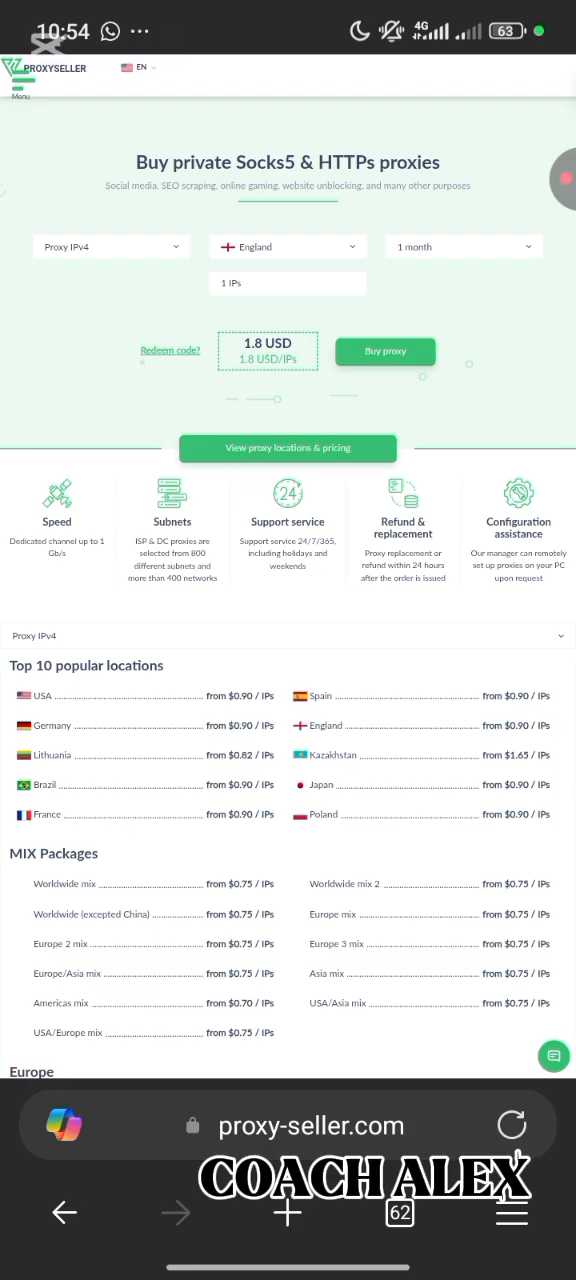 10:54
4G
63
PROXYSELLER
EN
Menu
Buy private Socks5 & HTTPs proxies
Social media, SEO scraping, online gaming, website unblocking, and many other purposes
Proxy IPv4
England
1 month
1 IPs
Redeem code?
1.8 USD
1.8 USD/IPs
Buy proxy
View proxy locations & pricing
Speed
Dedicated channel up to 1
Gb/s
Subnets
ISP & DC proxies are
selected from 800
different subnets and
more than 400 networks
24
Support service
Support service 24/7/365,
including holidays and
weekends
Refund &
replacement
Proxy replacement or
refund within 24 hours
after the order is issued
Configuration
assistance
Our manager can remotely
set up proxies on your PC
upon request
Proxy IPv4
Top 10 popular locations
USA from $0.90 / IPs
Spain from $0.90 / IPs
Germany from $0.90 / IPs
England from $0.90 / IPs
Lithuania from $0.82 / IPs
Kazakhstan from $1.65 / IPs
Brazil from $0.90 / IPs
Japan from $0.90 / IPs
France from $0.90 / IPs
Poland from $0.90 / IPs
MIX Packages
Worldwide mix from $0.75 / IPs
Worldwide mix 2 from $0.75 / IPs
Worldwide (excepted China) from $0.75 / IPs
Europe mix from $0.75 / IPs
Europe 2 mix from $0.75 / IPs
Europe 3 mix from $0.75 / IPs
Europe/Asia mix from $0.75 / IPs
Asia mix from $0.75 / IPs
Americas mix from $0.70 / IPs
USA/Asia mix from $0.75 / IPs
USA/Europe mix from $0.75 / IPs
Europe
proxy-seller.com
COACH ALEX
62